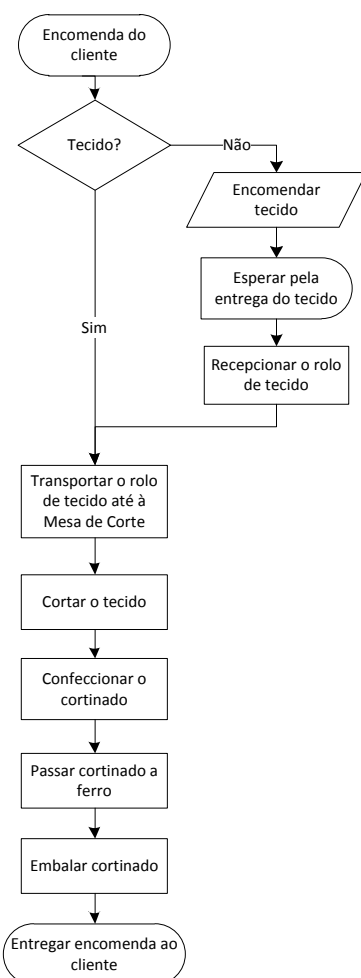 Encomenda do
cliente
Tecido?
Não
Encomendar
tecido
Esperar pela
entrega do tecido
Sim
Recepcionar o rolo
de tecido
Transportar o rolo
de tecido até à
Mesa de Corte
Cortar o tecido
Confeccionar o
cortinado
Passar cortinado a
ferro
Embalar cortinado
Entregar encomenda ao
cliente